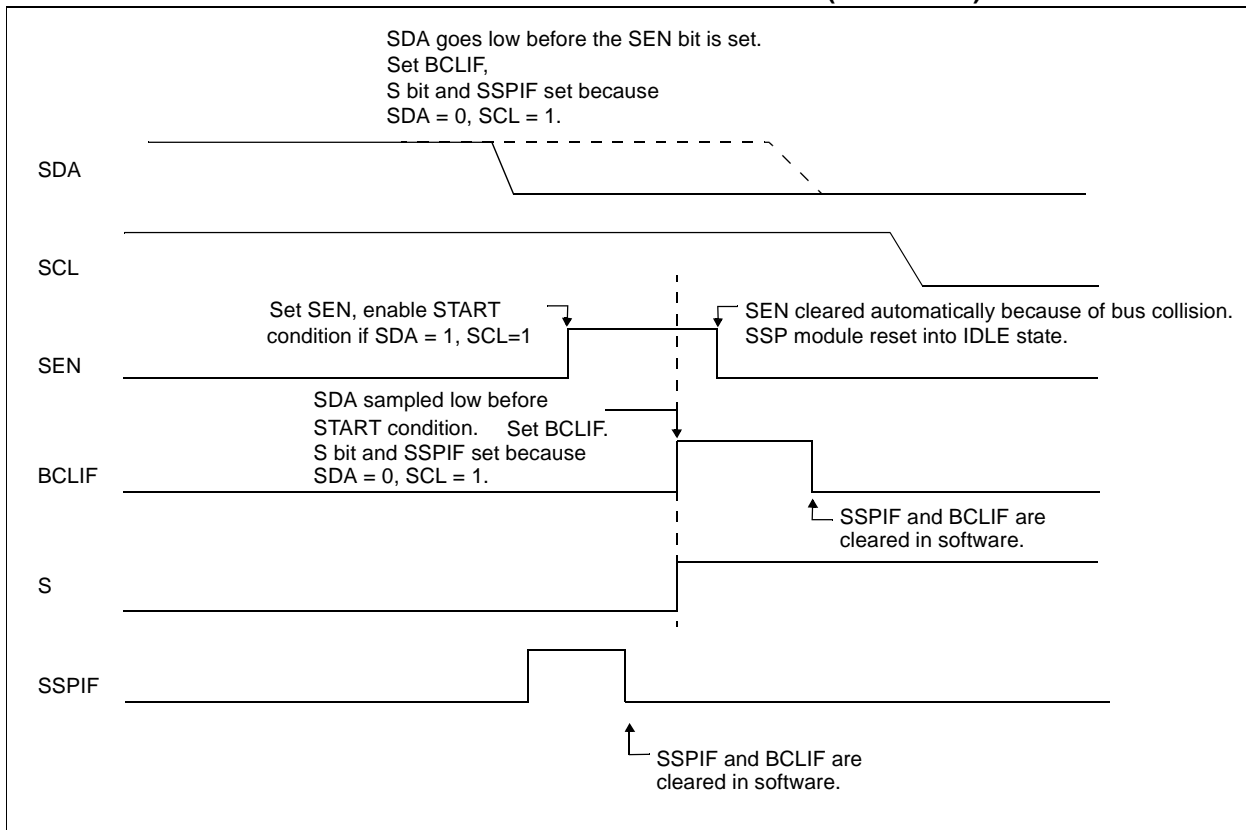 SDA goes low before the SEN bit is set.
Set BCLIF,
S bit and SSPIF set because
SDA = 0, SCL = 1.
SDA
SCL
Set SEN, enable START
condition if SDA = 1, SCL=1
SEN cleared automatically because of bus collision.
SSP module reset into IDLE state.
SEN
SDA sampled low before
START condition. Set BCLIF.
S bit and SSPIF set because
SDA = 0, SCL = 1.
BCLIF
SSPIF and BCLIF are
cleared in software.
S
SSPIF
SSPIF and BCLIF are
cleared in software.